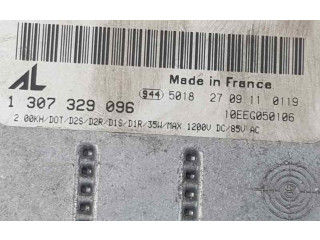 AL
Made in France
1 307 329 096
944 5018 27 09 11 0119
2.00KH/DOT/D2S/D2R/D1S/D1R/35W/MAX 1200V DC/85V AC
10EEG050106